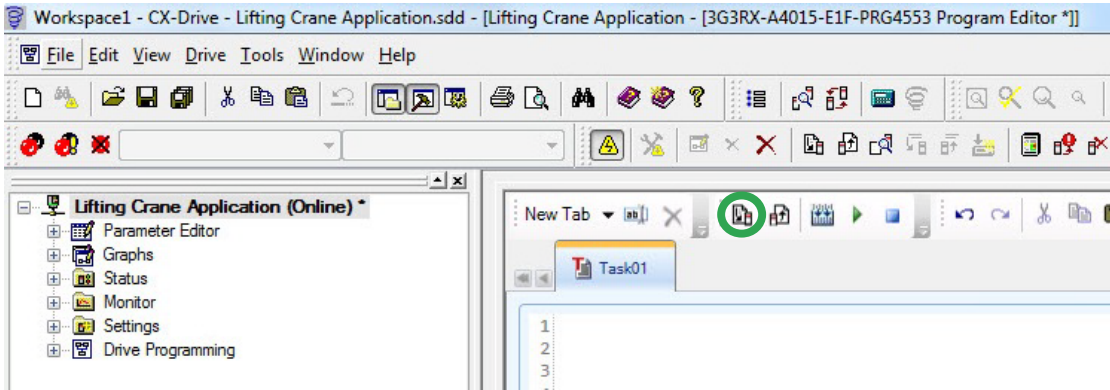 Workspace1 - CX-Drive - Lifting Crane Application.sdd - [Lifting Crane Application - [3G3RX-A4015-E1F-PRG4553 Program Editor *]]
File Edit View Drive Tools Window Help
Lifting Crane Application (Online) *
Parameter Editor
Graphs
Status
Monitor
Settings
Drive Programming
New Tab
Task01
1
2
3